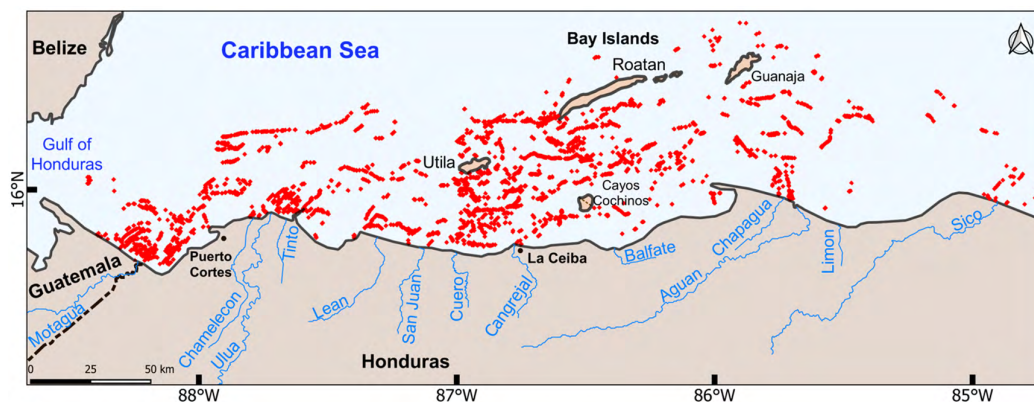 Belize
Caribbean Sea
Bay Islands
Roatan
Guanaja
Gulf of
Honduras
Utila
16°N
Cayos
Cochinos
Puerto
Cortes
Tinto
La Ceiba
Balfate
Chapagua
Sico
Guatemala
Motagua
Chamelecon
Ulua
Lean
San Juan
Cuero
Cangrejal
Aguan
Limon
Honduras
0 25 50 km
88°W 87°W 86°W 85°W